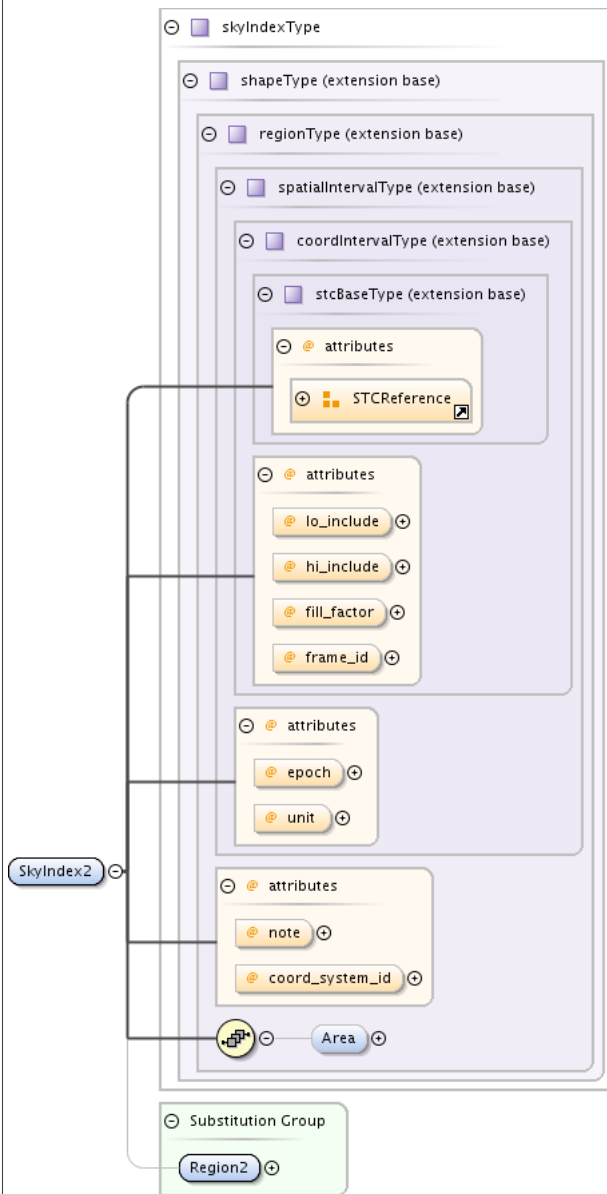 skyIndexType
shapeType (extension base)
regionType (extension base)
spatialIntervalType (extension base)
coordIntervalType (extension base)
stcBaseType (extension base)
@ attributes
STCReference
@ attributes
@ lo_include
@ hi_include
@ fill_factor
@ frame_id
@ attributes
@ epoch
@ unit
SkyIndex2
@ attributes
@ note
@ coord_system_id
Area
Substitution Group
Region2